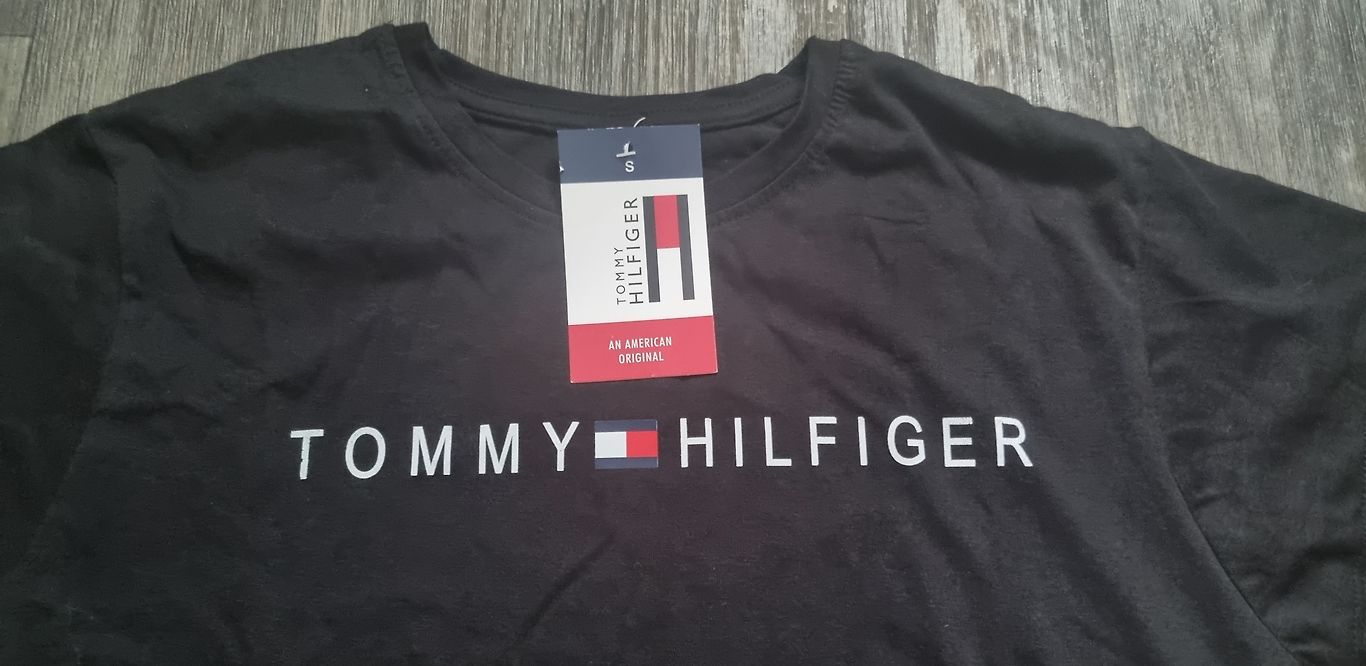 S
TOMMY
HILFIGER
AN AMERICAN
ORIGINAL
TOMMY HILFIGER